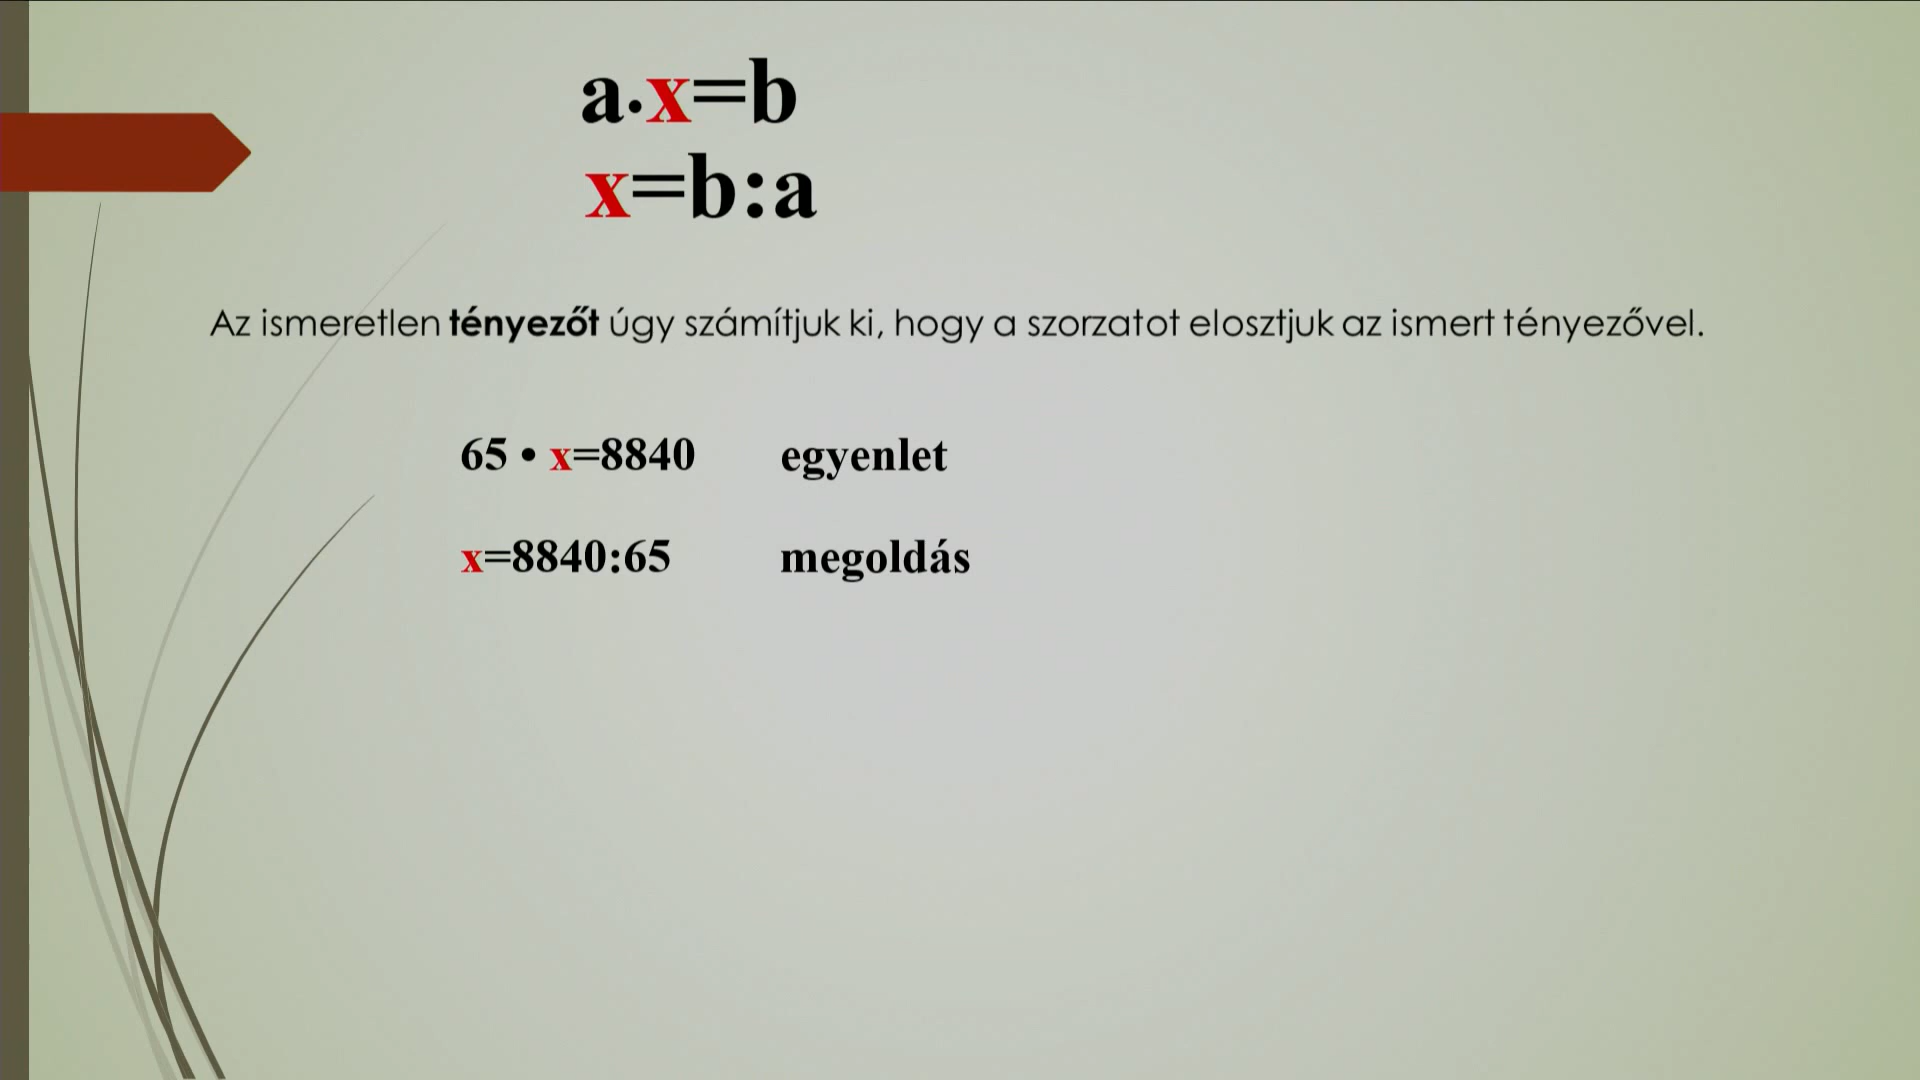 a·x=b
x=b:a
Az ismeretlen tényezőt úgy számítjuk ki, hogy a szorzatot elosztjuk az ismert tényezővel.
65 • x=8840 egyenlet
x=8840:65 megoldás